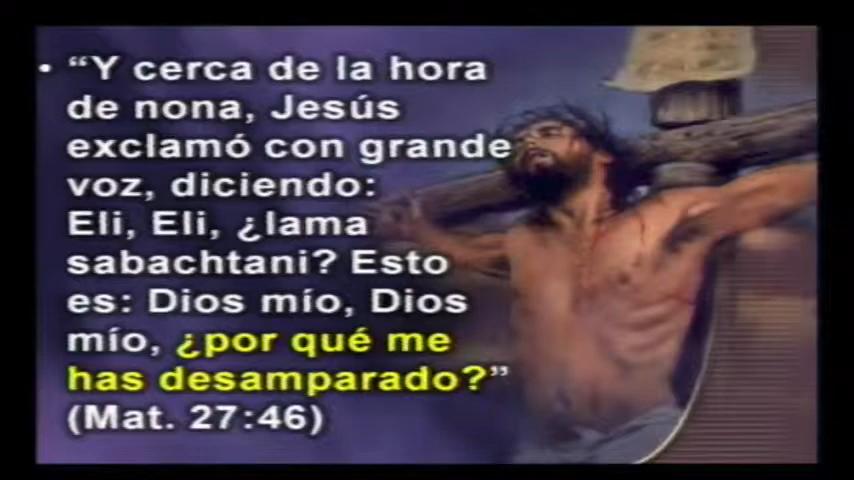 • “Y cerca de la hora
de nona, Jesús
exclamó con grande
voz, diciendo:
Eli, Eli, ¿lama
sabachtani? Esto
es: Dios mío, Dios
mío, ¿por qué me
has desamparado?”
(Mat. 27:46)